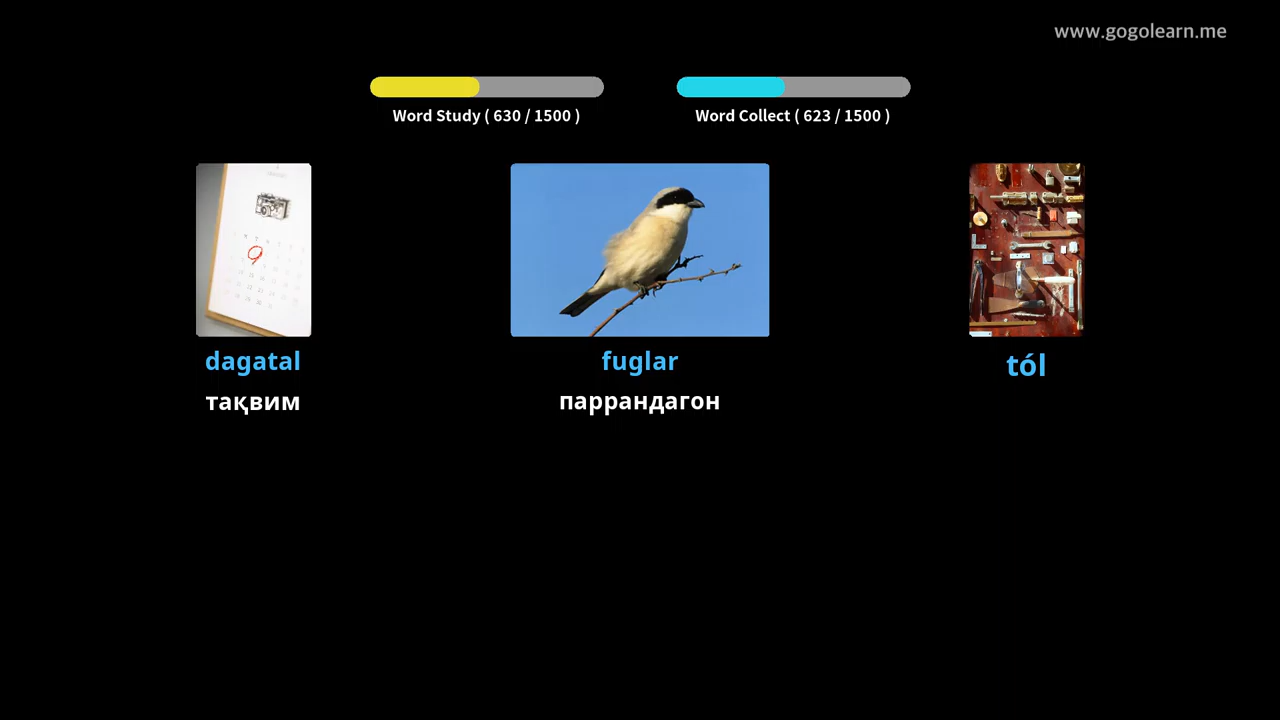 www.gogolearn.me
Word Study ( 630 / 1500 )
Word Collect ( 623 / 1500 )
dagatal
тақвим
fuglar
паррандагон
tól